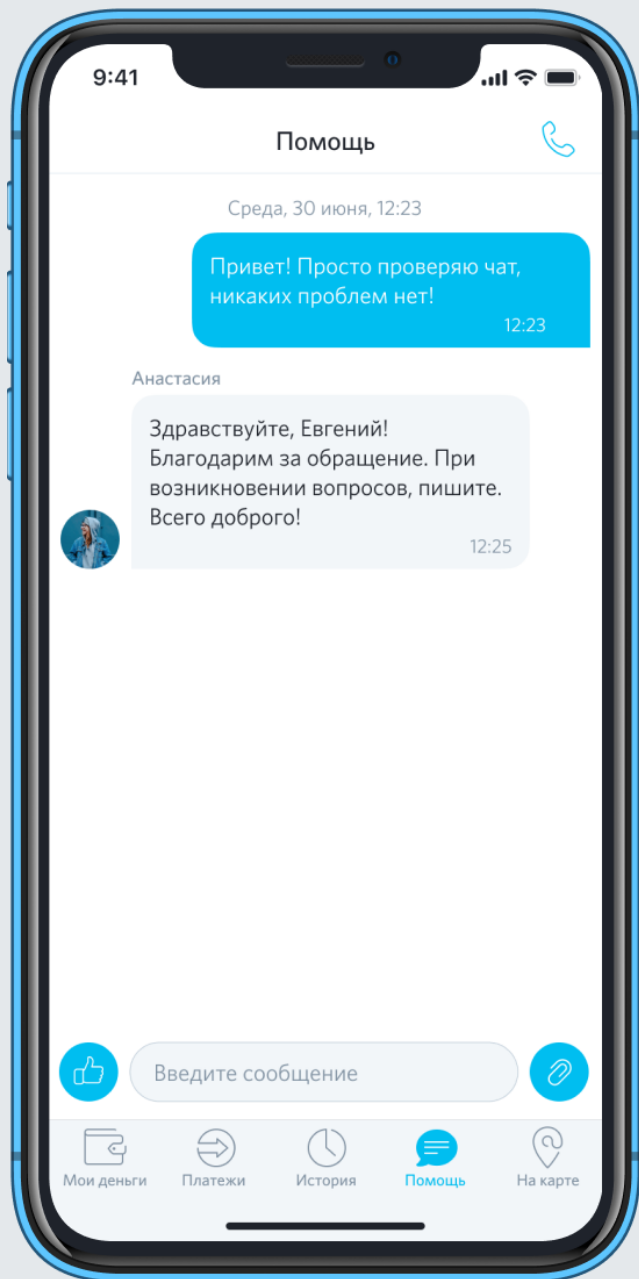 9:41
Помощь
Среда, 30 июня, 12:23
Привет! Просто проверяю чат,
никаких проблем нет!
12:23
Анастасия
Здравствуйте, Евгений!
Благодарим за обращение. При
возникновении вопросов, пишите.
Всего доброго!
12:25
Введите сообщение
Мои деньги Платежи История Помощь На карте